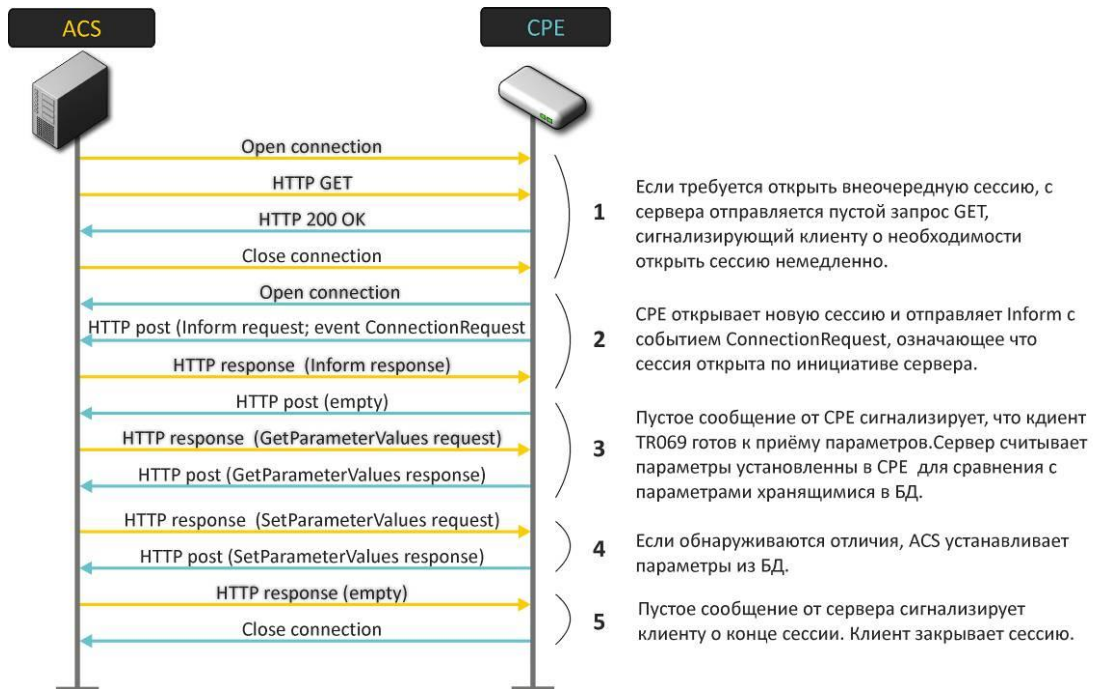 ACS
CPE
Open connection
HTTP GET
HTTP 200 OK
Close connection
1
Если требуется открыть внеочередную сессию, с
сервера отправляется пустой запрос GET,
сигнализирующий клиенту о необходимости
открыть сессию немедленно.
Open connection
HTTP post (Inform request; event ConnectionRequest
HTTP response (Inform response)
2
CPE открывает новую сессию и отправляет Inform с
событием ConnectionRequest, означающее что
сессия открыта по инициативе сервера.
HTTP post (empty)
HTTP response (GetParameterValues request)
HTTP post (GetParameterValues response)
3
Пустое сообщение от CPE сигнализирует, что кдиент
TR069 готов к приёму параметров.Сервер считывает
параметры установленны в CPE для сравнения с
параметрами хранящимися в БД.
HTTP response (SetParameterValues request)
HTTP post (SetParameterValues response)
4
Если обнаруживаются отличия, ACS устанавливает
параметры из БД.
HTTP response (empty)
Close connection
5
Пустое сообщение от сервера сигнализирует
клиенту о конце сессии. Клиент закрывает сессию.